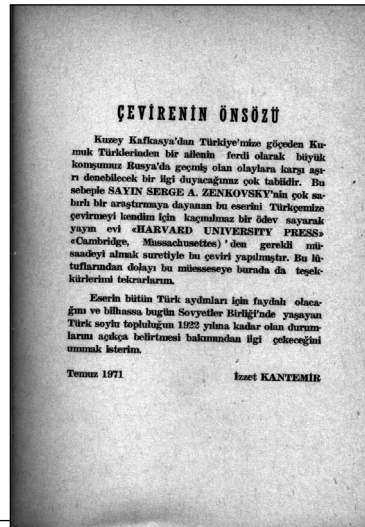 ÇEVİRENİN ÖNSÖZÜ
Kuzey Kafkasya'dan Türkiye'mize göçeden Ku-
muk Türklerinden bir ailenin ferdi olarak büyük
komşumuz Rusya'da geçmiş olan olaylara karşı aşı-
rı denebilecek bir ilgi duyacağımız çok tabiîdir. Bu
sebeple SAYIN SERGE A. ZENKOVSKY'nin çok sa-
bırlı bir araştırmaya dayanan bu eserini Türkçemize
çevirmeyi kendim için kaçınılmaz bir ödev sayarak
yayın evi «HARVARD UNIVERSITY PRESS»
«Cambridge, Massachusettes)'den gerekli mü-
saadeyi almak suretiyle bu çeviri yapılmıştır. Bu lû-
tuflarından dolayı bu müesseseye burada da teşek-
kürlerimi tekrarlarım.
Eserin bütün Türk aydınları için faydalı olaca-
ğını ve bilhassa bugün Sovyetler Birliği'nde yaşayan
Türk soylu topluluğun 1922 yılına kadar olan durum-
larını açıkça belirtmesi bakımından ilgi çekeceğini
ummak isterim.
Temmuz 1971 İzzet KANTEMİR